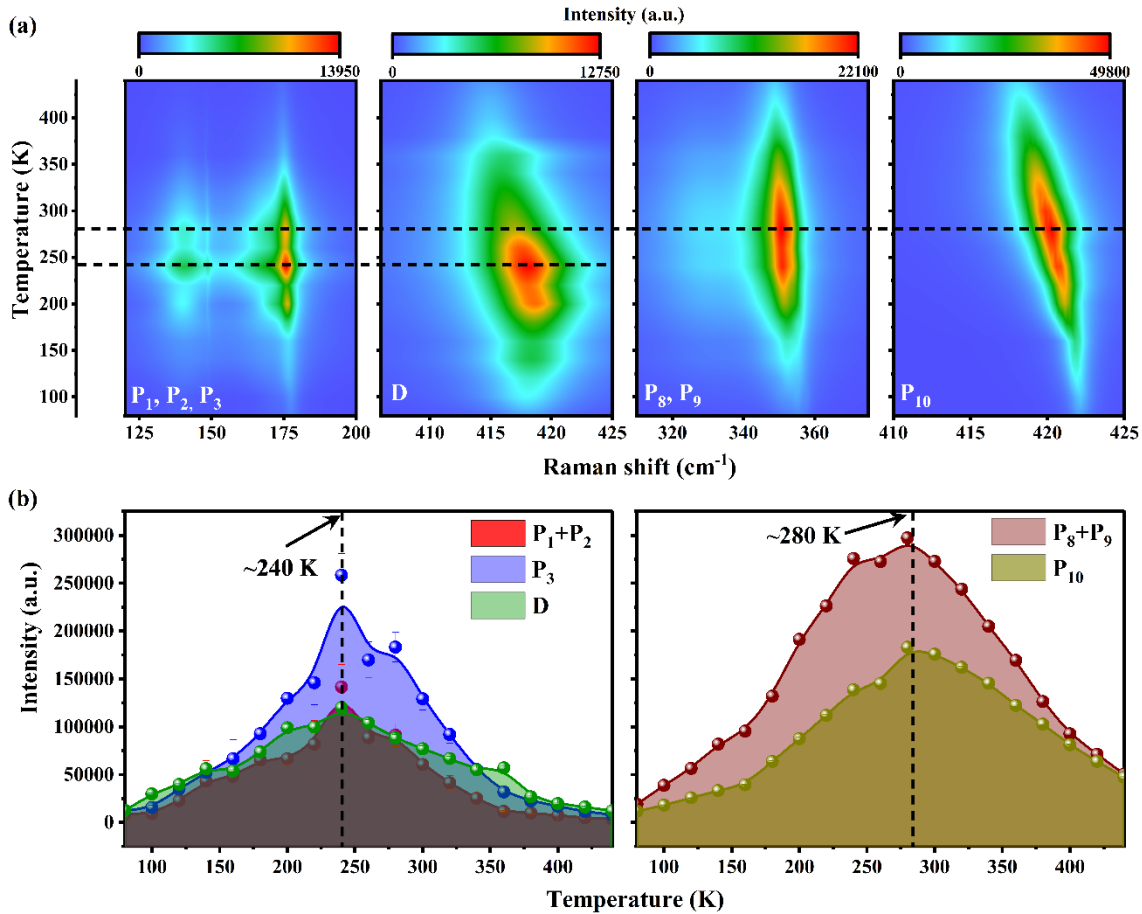 (a)
Intensity (a.u.)
0 13950 0 12750 0 22100 0 49800
Temperature (K)
400
350
300
250
200
150
100
P₁, P₂, P₃ D P₈, P₉ P₁₀
125 150 175 200 410 415 420 425 340 360 410 420 425
Raman shift (cm⁻¹)
(b)
Intensity (a.u.)
300000
250000
200000
150000
100000
50000
0
~240 K
P₁+P₂
P₃
D
~280 K
P₈+P₉
P₁₀
100 150 200 250 300 350 400 100 150 200 250 300 350 400
Temperature (K)